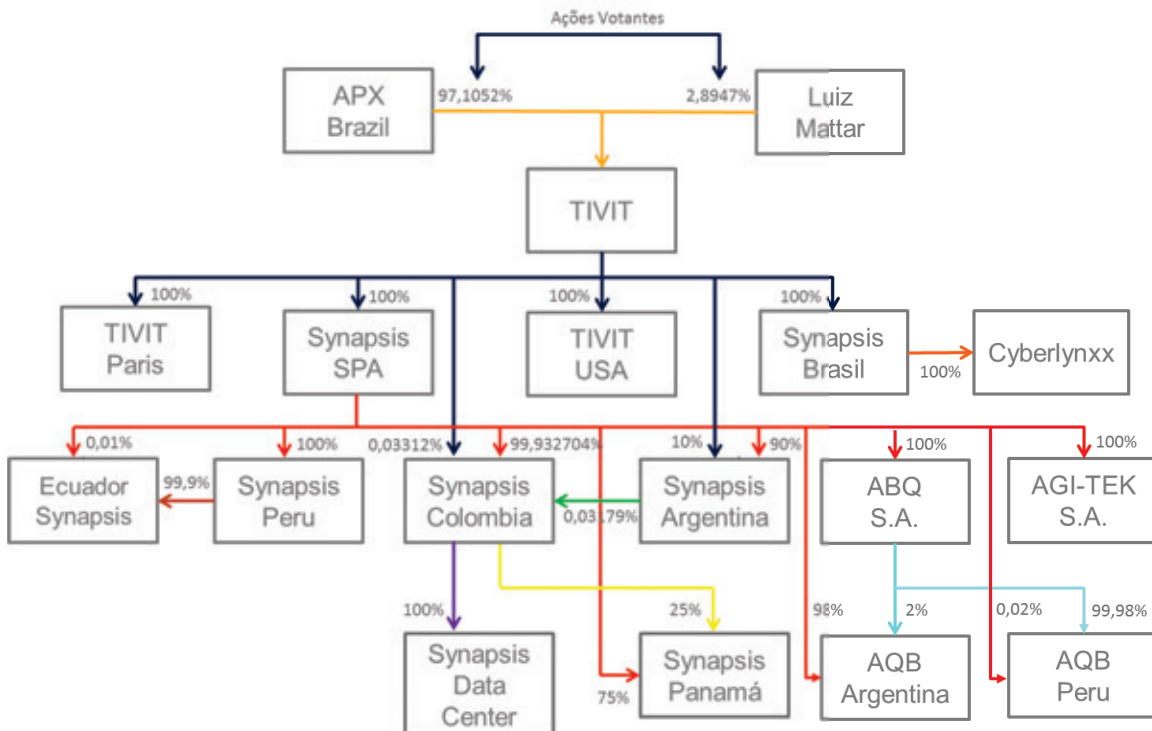 Ações Votantes
APX
Brazil
97,1052%
2,8947%
Luiz
Mattar
TIVIT
100%
100%
100%
100%
TIVIT
Paris
Synapsis
SPA
TIVIT
USA
Synapsis
Brasil
100%
Cyberlynxx
0,01%
100%
0,03312%
99,932704%
10%
90%
100%
100%
Ecuador
Synapsis
99,9%
Synapsis
Peru
Synapsis
Colombia
0,03179%
Synapsis
Argentina
ABQ
S.A.
AGI-TEK
S.A.
100%
25%
98%
2%
0,02%
99,98%
Synapsis
Data
Center
75%
Synapsis
Panamá
AQB
Argentina
AQB
Peru